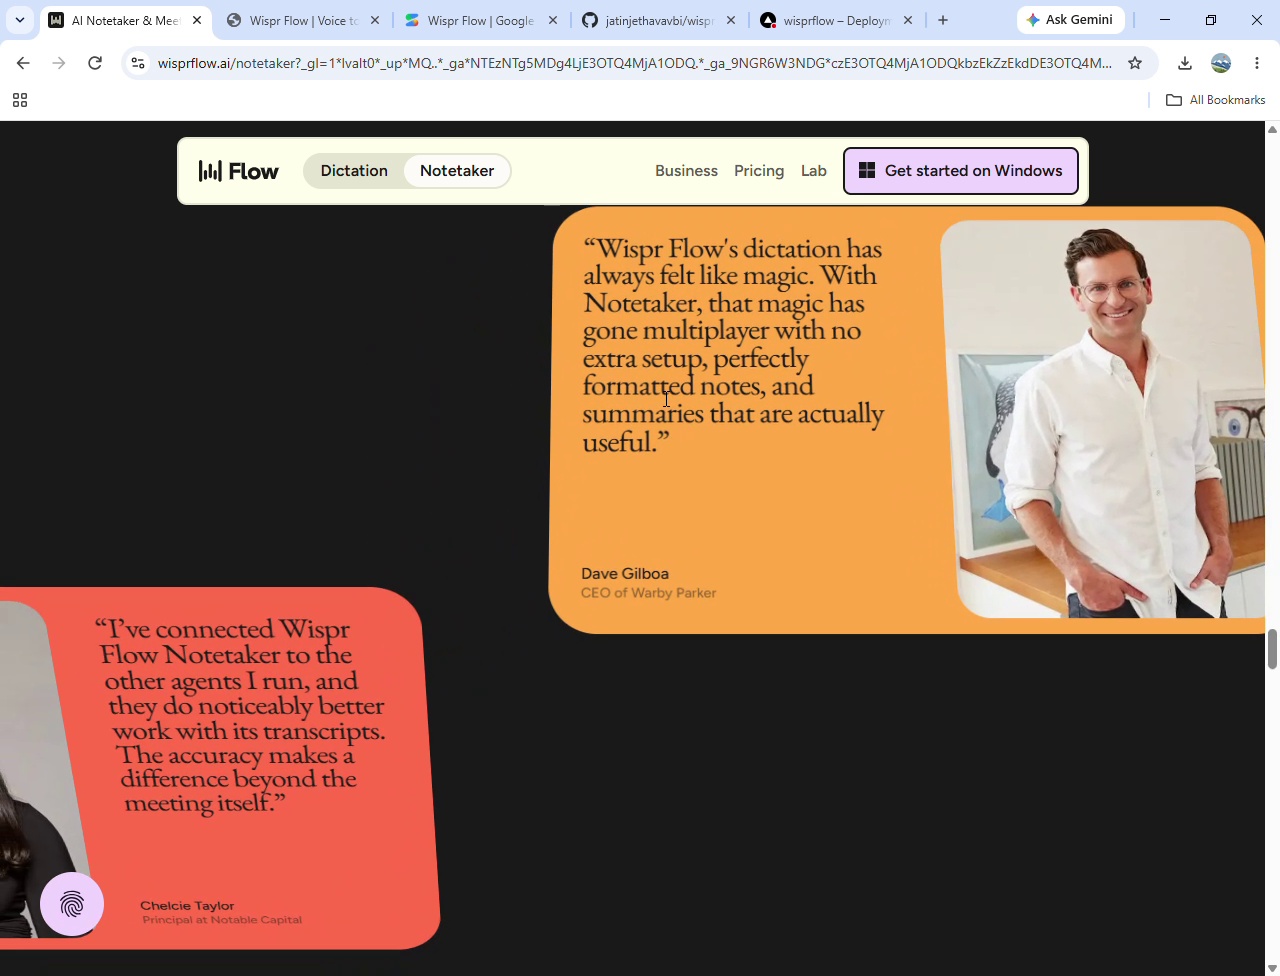 AI Notetaker & Mee
Wispr Flow | Voice to
Wispr Flow | Google
jatinjethavavbi/wispr
wisprflow – Deploym
Ask Gemini
wisprflow.ai/notetaker?_gl=1*lvalt0*_up*MQ..*_ga*NTEzNTg5MDg4LjE3OTQ4MjA1ODQ.*_ga_9NGR6W3NDG*czE3OTQ4MjA1ODQkbzEkZzEkdDE3OTQ4M...
All Bookmarks
Flow
Dictation
Notetaker
Business
Pricing
Lab
Get started on Windows
“Wispr Flow's dictation has
always felt like magic. With
Notetaker, that magic has
gone multiplayer with no
extra setup, perfectly
formatted notes, and
summaries that are actually
useful.”
Dave Gilboa
CEO of Warby Parker
“I’ve connected Wispr
Flow Notetaker to the
other agents I run, and
they do noticeably better
work with its transcripts.
The accuracy makes a
difference beyond the
meeting itself.”
Chelcie Taylor
Principal at Notable Capital